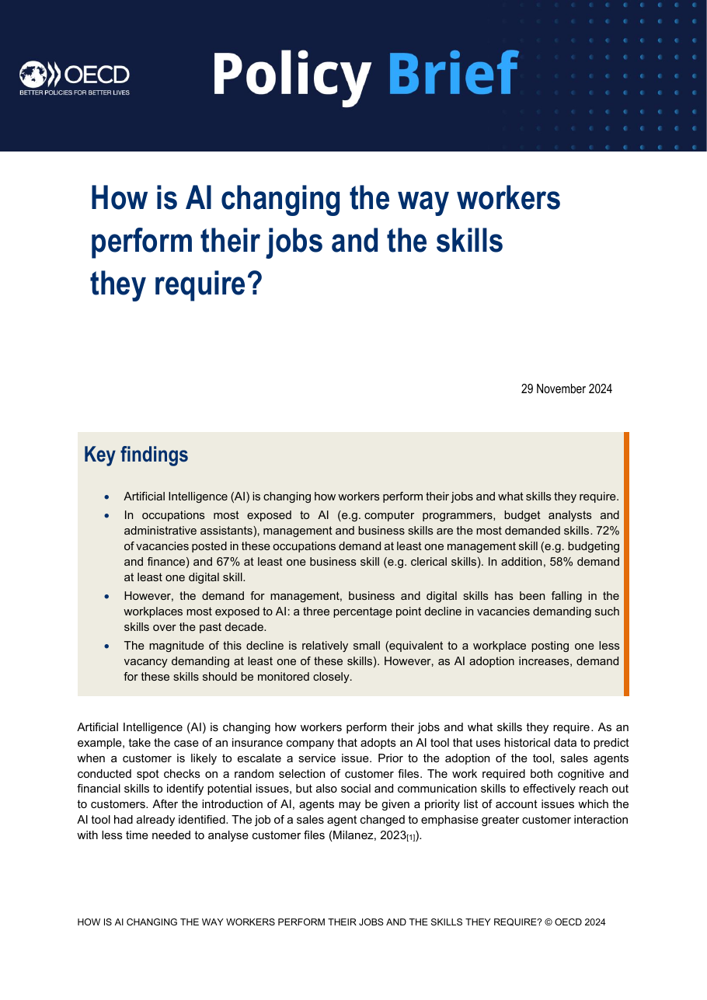 OECD
BETTER POLICIES FOR BETTER LIVES
Policy Brief
How is AI changing the way workers
perform their jobs and the skills
they require?
29 November 2024
Key findings
• Artificial Intelligence (AI) is changing how workers perform their jobs and what skills they require.
• In occupations most exposed to AI (e.g. computer programmers, budget analysts and
administrative assistants), management and business skills are the most demanded skills. 72%
of vacancies posted in these occupations demand at least one management skill (e.g. budgeting
and finance) and 67% at least one business skill (e.g. clerical skills). In addition, 58% demand
at least one digital skill.
• However, the demand for management, business and digital skills has been falling in the
workplaces most exposed to AI: a three percentage point decline in vacancies demanding such
skills over the past decade.
• The magnitude of this decline is relatively small (equivalent to a workplace posting one less
vacancy demanding at least one of these skills). However, as AI adoption increases, demand
for these skills should be monitored closely.
Artificial Intelligence (AI) is changing how workers perform their jobs and what skills they require. As an
example, take the case of an insurance company that adopts an AI tool that uses historical data to predict
when a customer is likely to escalate a service issue. Prior to the adoption of the tool, sales agents
conducted spot checks on a random selection of customer files. The work required both cognitive and
financial skills to identify potential issues, but also social and communication skills to effectively reach out
to customers. After the introduction of AI, agents may be given a priority list of account issues which the
AI tool had already identified. The job of a sales agent changed to emphasise greater customer interaction
with less time needed to analyse customer files (Milanez, 2023[1]).
HOW IS AI CHANGING THE WAY WORKERS PERFORM THEIR JOBS AND THE SKILLS THEY REQUIRE? © OECD 2024